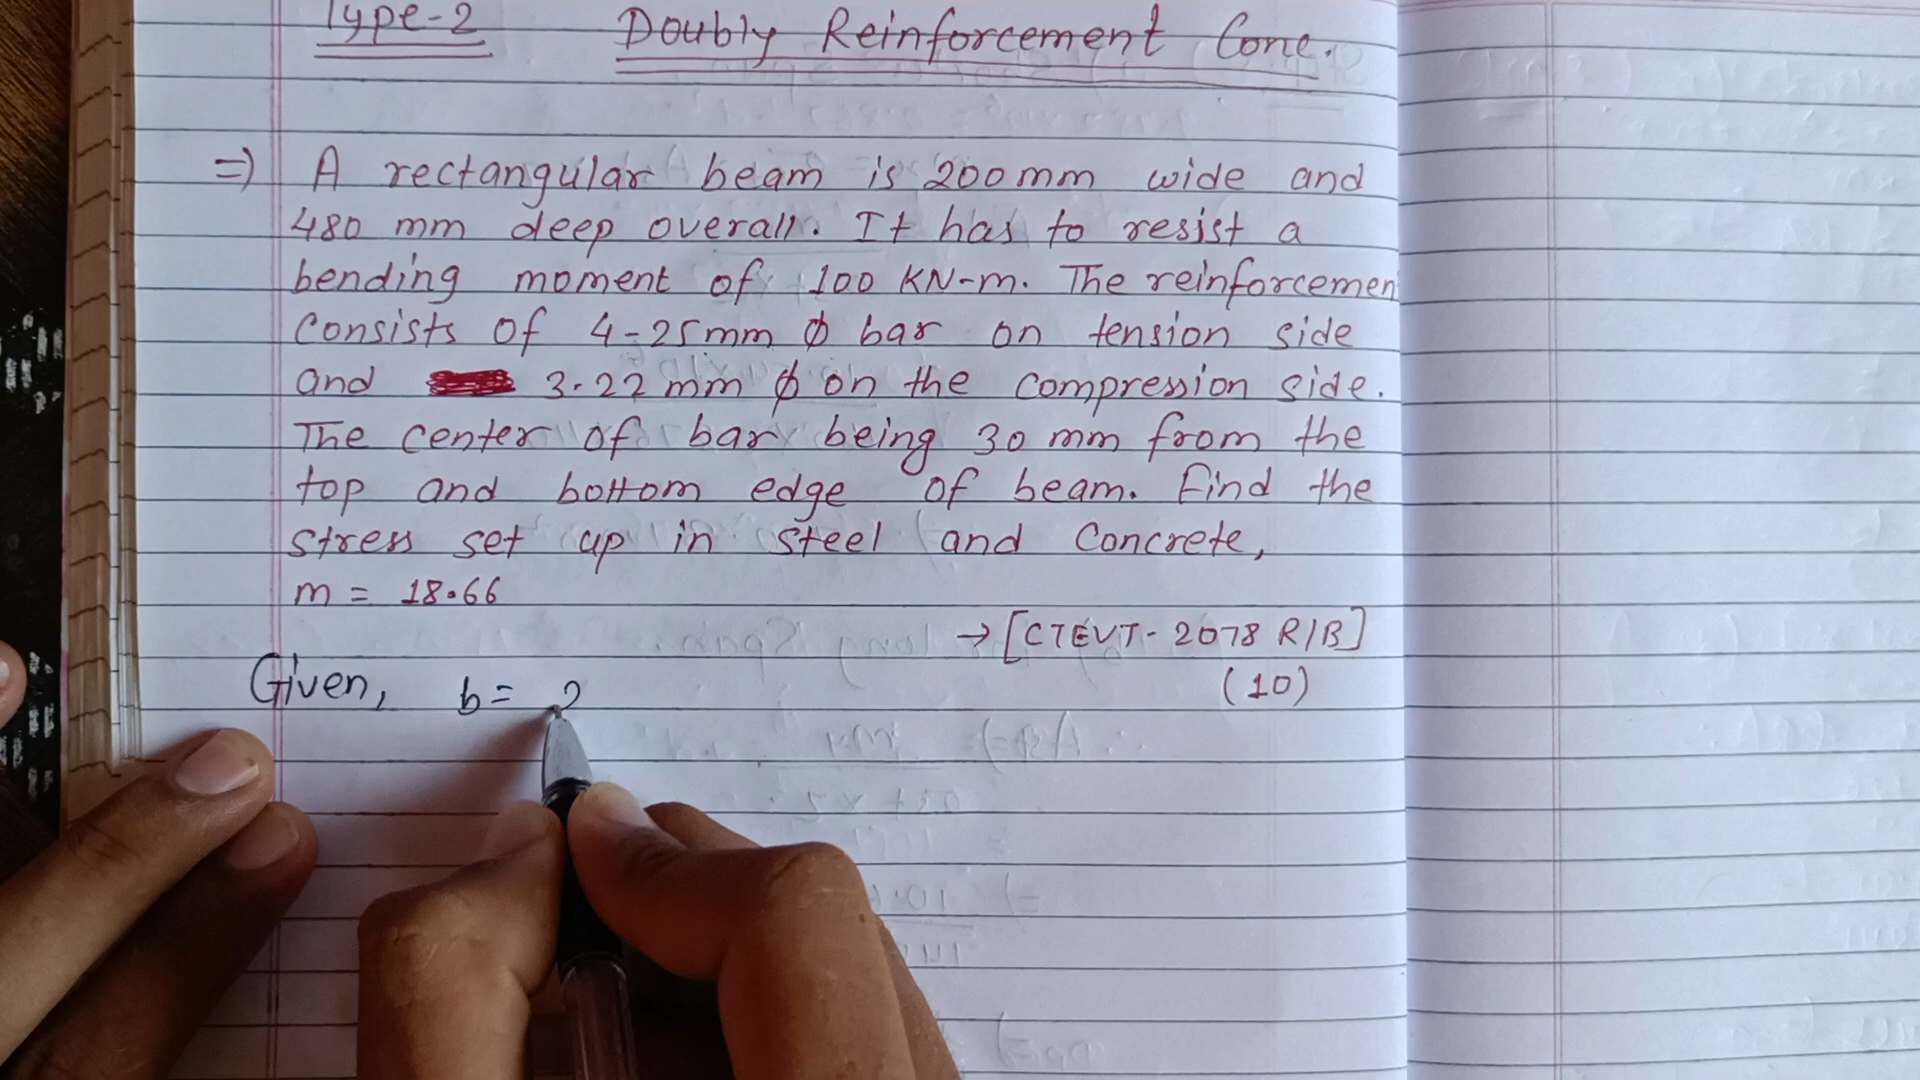 Type-2 Doubly Reinforcement Conc.
=) A rectangular beam is 200mm wide and
480 mm deep overall. It has to resist a
bending moment of 100 KN-m. The reinforcemen
consists of 4-25mm ϕ bar on tension side
and 3-22 mm ϕ on the compression side.
The center of bar being 30 mm from the
top and bottom edge of beam. Find the
stress set up in steel and concrete,
m = 18.66
→ [CTEVT- 2078 R/B]
(10)
Given, b = 2